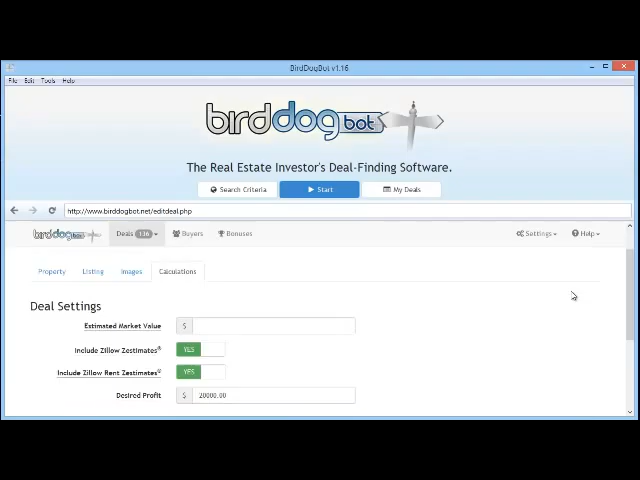 BirdDogBot v1.16
File Edit Tools Help
birddog bot
The Real Estate Investor's Deal-Finding Software.
Search Criteria Start My Deals
http://www.birddogbot.net/editdeal.php
birddogbot Deals 136 Buyers Bonuses Settings Help
Property Listing Images Calculations
Deal Settings
Estimated Market Value $
Include Zillow Zestimates® YES
Include Zillow Rent Zestimates® YES
Desired Profit $ 20000.00